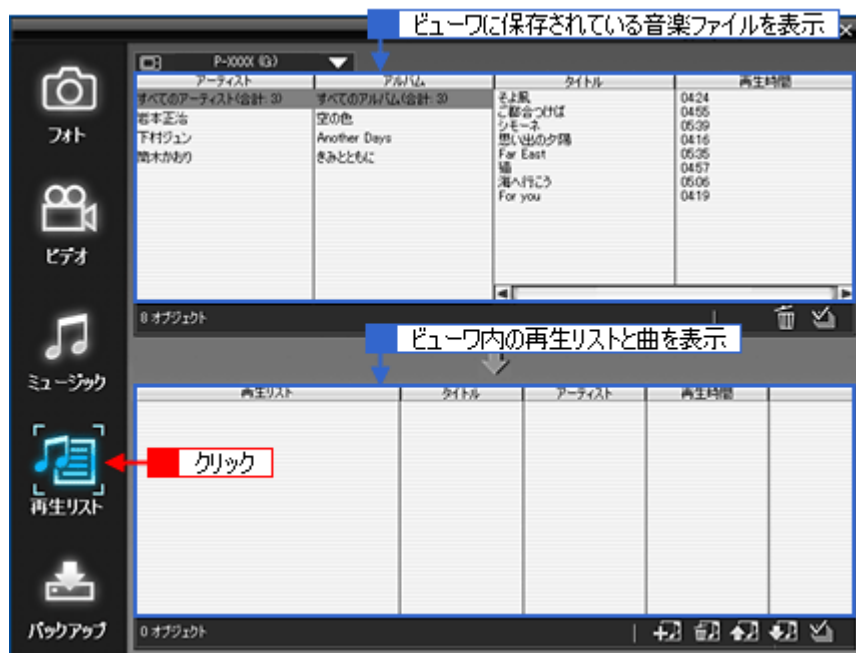 ビューワに保存されている音楽ファイルを表示
×
P-XXXX (G)
アーティスト アルバム タイトル 再生時間
すべてのアーティスト(合計: 3) すべてのアルバム(合計: 3) そよ風 04:24
岩本正治 空の色 ご都合つけば 04:55
下村ジュン Another Days シモーネ 05:39
きみとともに 思い出の夕陽 04:16
Far East 05:35
猫 04:57
海へ行こう 05:06
For you 04:19
8 オブジェクト
フォト
ビデオ
ミュージック
再生リスト
バックアップ
ビューワ内の再生リストと曲を表示
再生リスト タイトル アーティスト 再生時間
クリック
0 オブジェクト